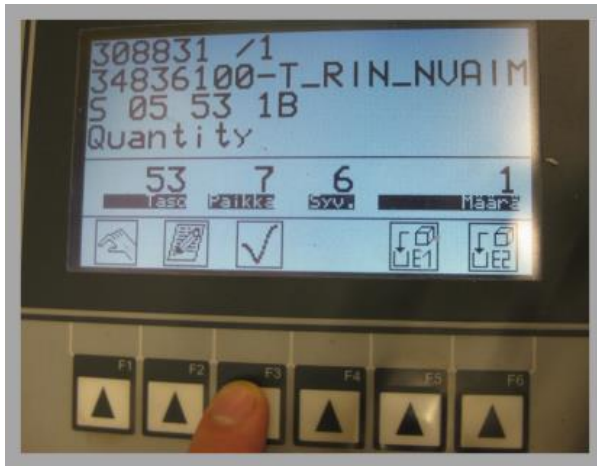 308831 /1
34836100-T_RIN_NVAIM
S 05 53 1B
Quantity
53 7 6 1
Taso Paikka Syv. Määrä
E1 E2
F1 F2 F3 F4 F5 F6